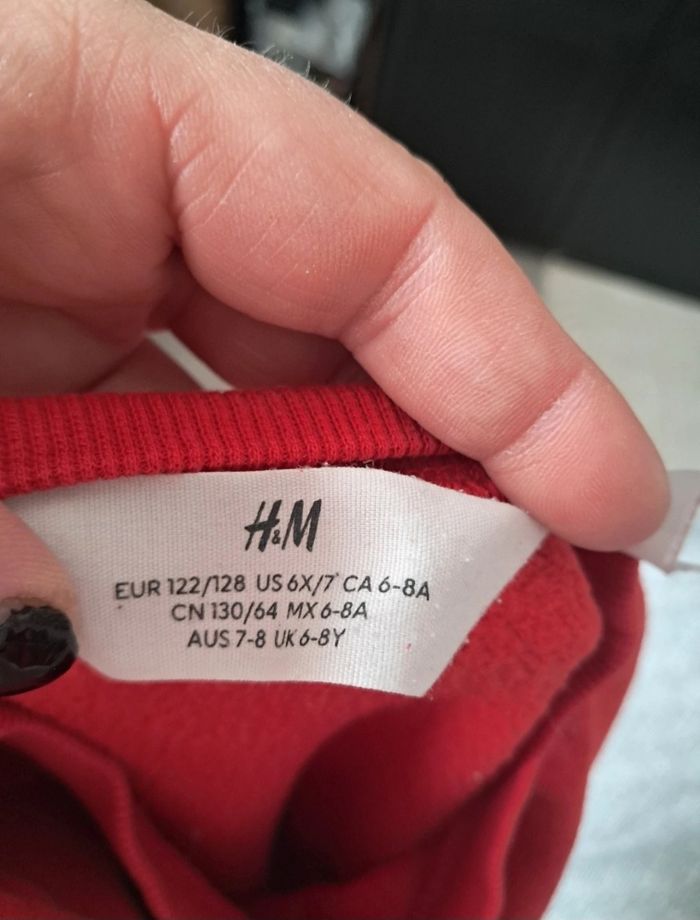 H&M
EUR 122/128 US 6X/7 CA 6-8A
CN 130/64 MX 6-8A
AUS 7-8 UK 6-8Y